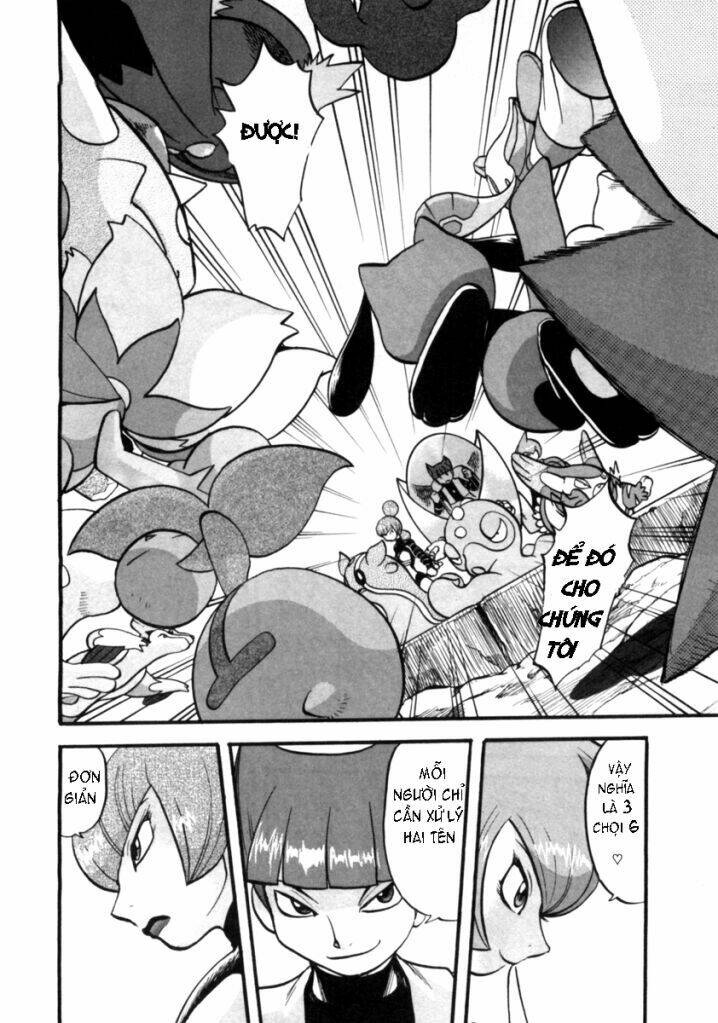 ĐƯỢC!
ĐỂ ĐÓ
CHO
CHÚNG
TÔI
VẬY
NGHĨA
LÀ 3
CHỌI 6
♡
MỖI
NGƯỜI CHỈ
CẦN XỬ LÝ
HAI TÊN
ĐƠN
GIẢN